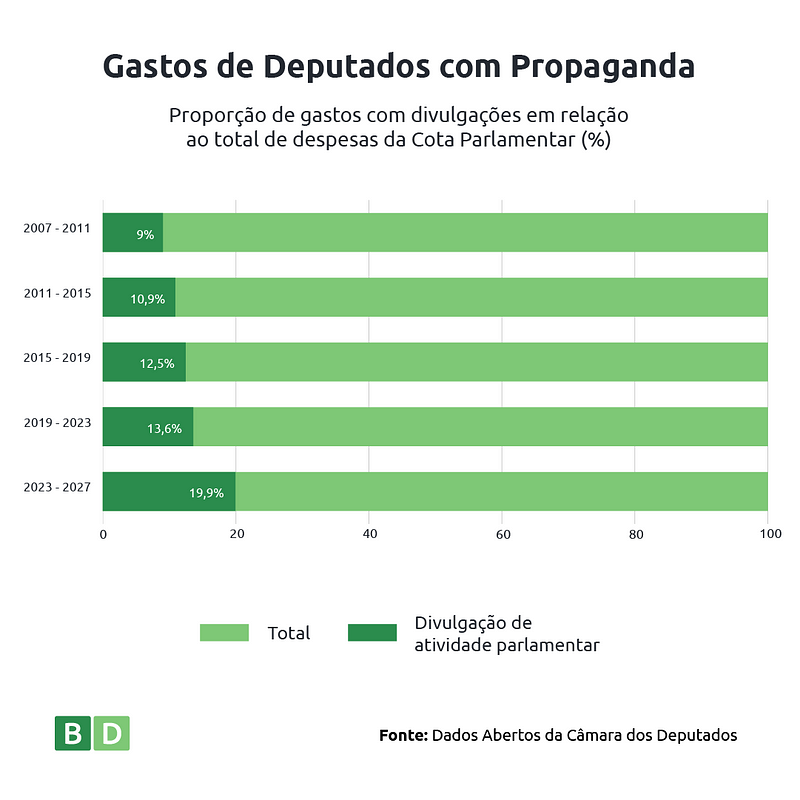 Gastos de Deputados com Propaganda
Proporção de gastos com divulgações em relação
ao total de despesas da Cota Parlamentar (%)
2007 - 2011
9%
2011 - 2015
10,9%
2015 - 2019
12,5%
2019 - 2023
13,6%
2023 - 2027
19,9%
0 20 40 60 80 100
Total
Divulgação de
atividade parlamentar
BD
Fonte: Dados Abertos da Câmara dos Deputados